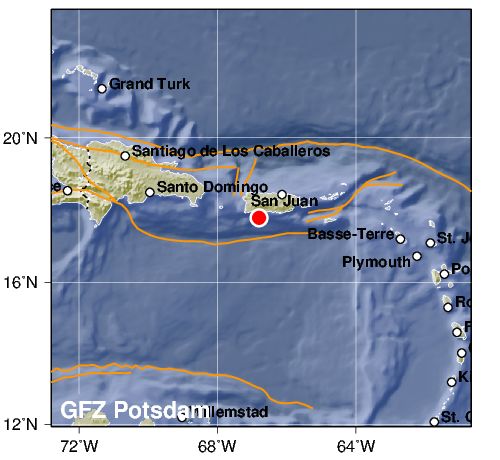 Grand Turk
20°N
Santiago de Los Caballeros
Santo Domingo
San Juan
Basse-Terre
St. J
Plymouth
16°N
Po
Ro
K
GFZ Potsdam
illemstad
St. G
12°N
72°W
68°W
64°W